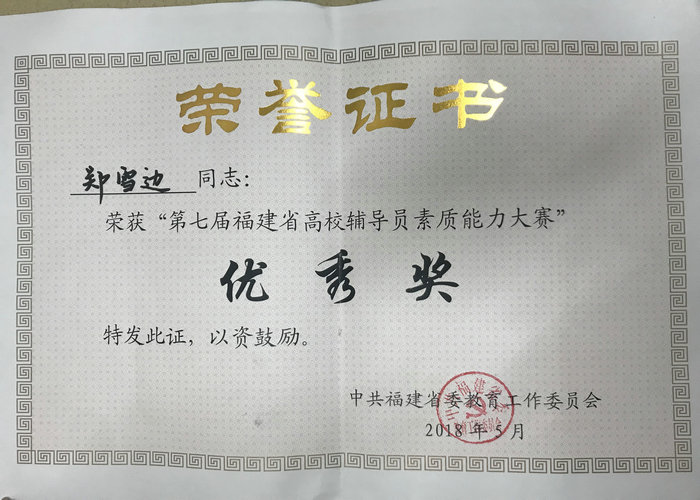 荣誉证书
郑雪边 同志：
荣获“第七届福建省高校辅导员素质能力大赛”
优秀奖
特发此证，以资鼓励。
中共福建省委教育工作委员会
2018年5月